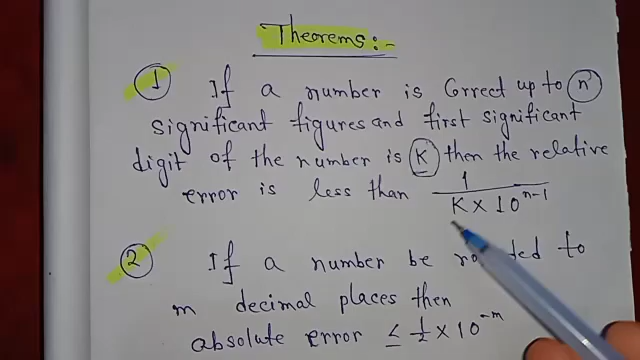 Theorems:-
1 If a number is Correct up to n
significant figures and first significant
digit of the number is K then the relative
error is less than 1/(K×10^(n-1))
2 If a number be rounded to
m decimal places then
absolute error ≤ 1/2 × 10^(-m)